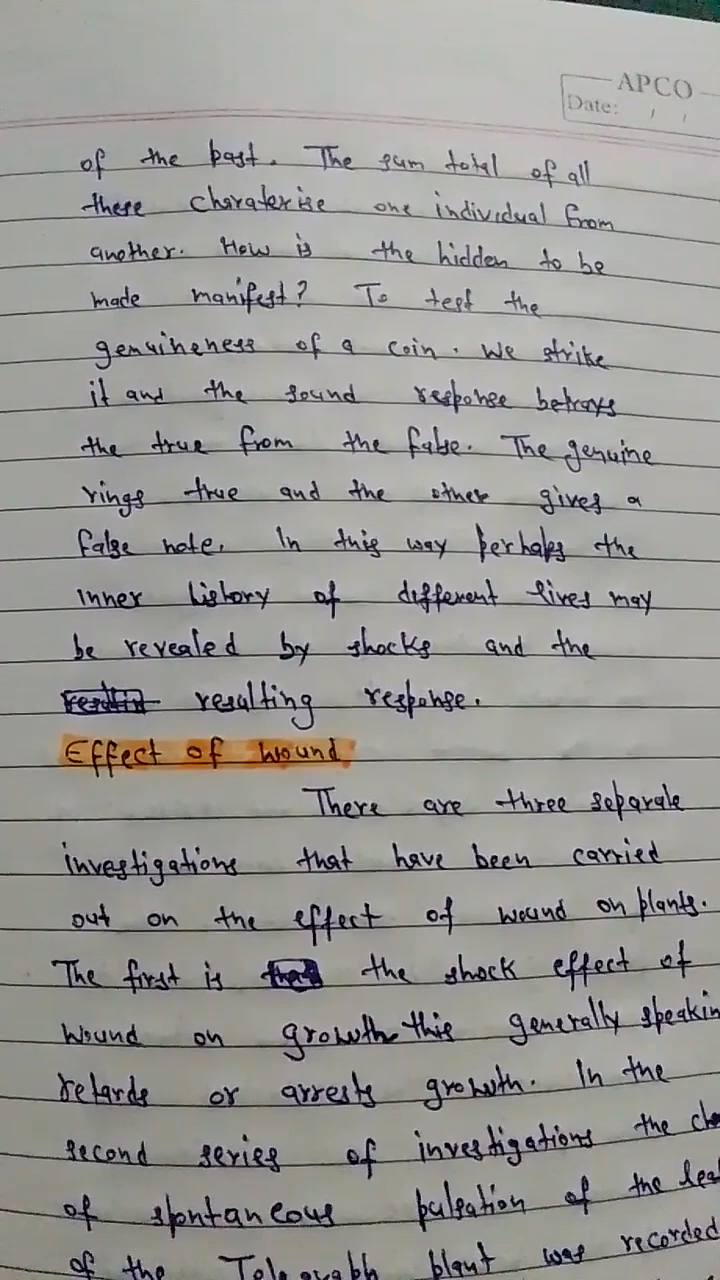 APCO
Date: / /
of the past. The sum total of all
these charaterise one individual from
another. How is the hidden to be
made manifest? To test the
genuineness of a coin. We strike
it and the sound response betrays
the true from the false. The genuine
rings true and the other gives a
false note. In this way perhaps the
inner history of different lives may
be revealed by shocks and the
resulting response.
Effect of wound
There are three separate
investigations that have been carried
out on the effect of wound on plants.
The first is the shock effect of
wound on growth this generally speakin
retards or arrests growth. In the
second series of investigations the
of spontaneous pulsation of the lea
of the Telegraph plant was recorded